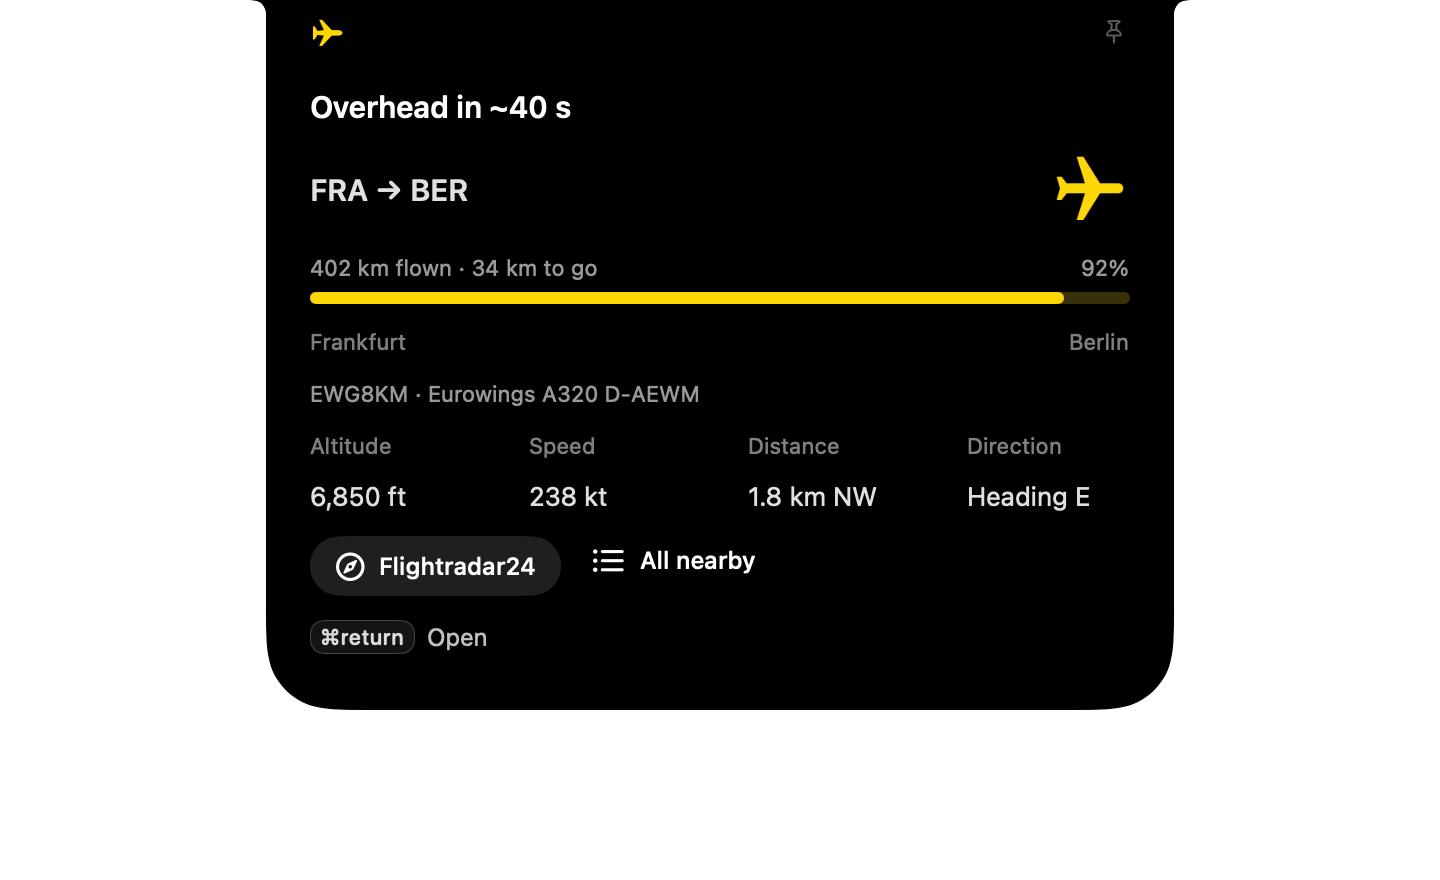 Overhead in ~40 s
FRA → BER
402 km flown · 34 km to go 92%
Frankfurt Berlin
EWG8KM · Eurowings A320 D-AEWM
Altitude Speed Distance Direction
6,850 ft 238 kt 1.8 km NW Heading E
Flightradar24 All nearby
⌘return Open